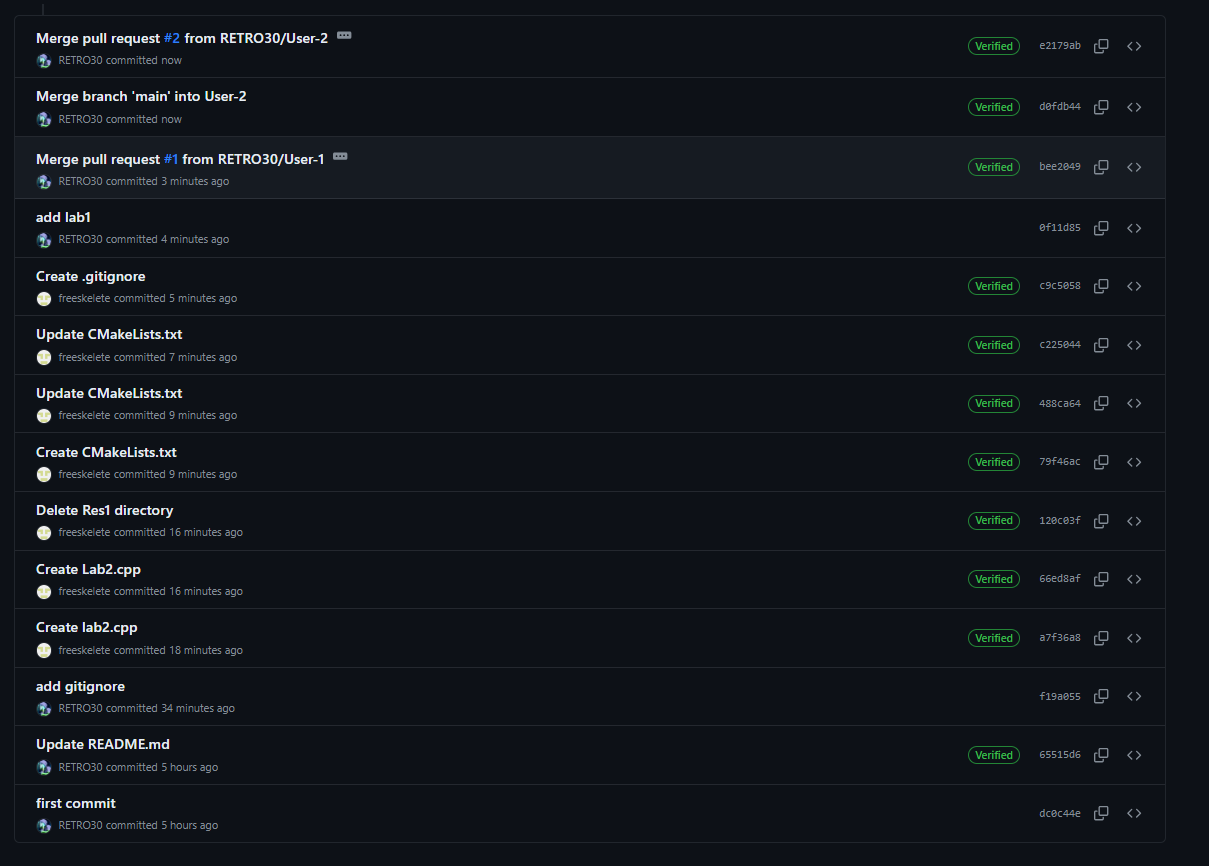 Merge pull request #2 from RETRO30/User-2
RETRO30 committed now
Verified
e2179ab
Merge branch 'main' into User-2
RETRO30 committed now
Verified
d0fdb44
Merge pull request #1 from RETRO30/User-1
RETRO30 committed 3 minutes ago
Verified
bee2049
add lab1
RETRO30 committed 4 minutes ago
0f11d85
Create .gitignore
freeskelete committed 5 minutes ago
Verified
c9c5058
Update CMakeLists.txt
freeskelete committed 7 minutes ago
Verified
c225044
Update CMakeLists.txt
freeskelete committed 9 minutes ago
Verified
488ca64
Create CMakeLists.txt
freeskelete committed 9 minutes ago
Verified
79f46ac
Delete Res1 directory
freeskelete committed 16 minutes ago
Verified
120c03f
Create Lab2.cpp
freeskelete committed 16 minutes ago
Verified
66ed8af
Create lab2.cpp
freeskelete committed 18 minutes ago
Verified
a7f36a8
add gitignore
RETRO30 committed 34 minutes ago
f19a055
Update README.md
RETRO30 committed 5 hours ago
Verified
65515d6
first commit
RETRO30 committed 5 hours ago
dc0c44e